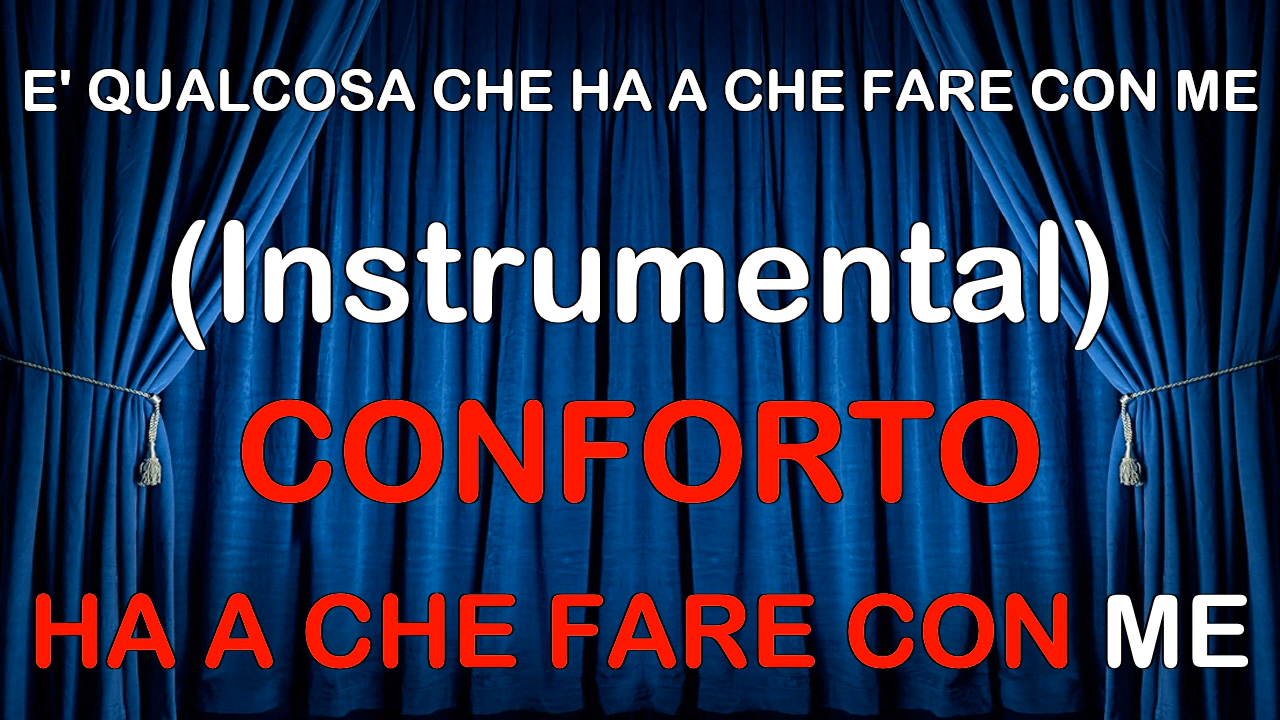 E' QUALCOSA CHE HA A CHE FARE CON ME
(Instrumental)
CONFORTO
HA A CHE FARE CON ME